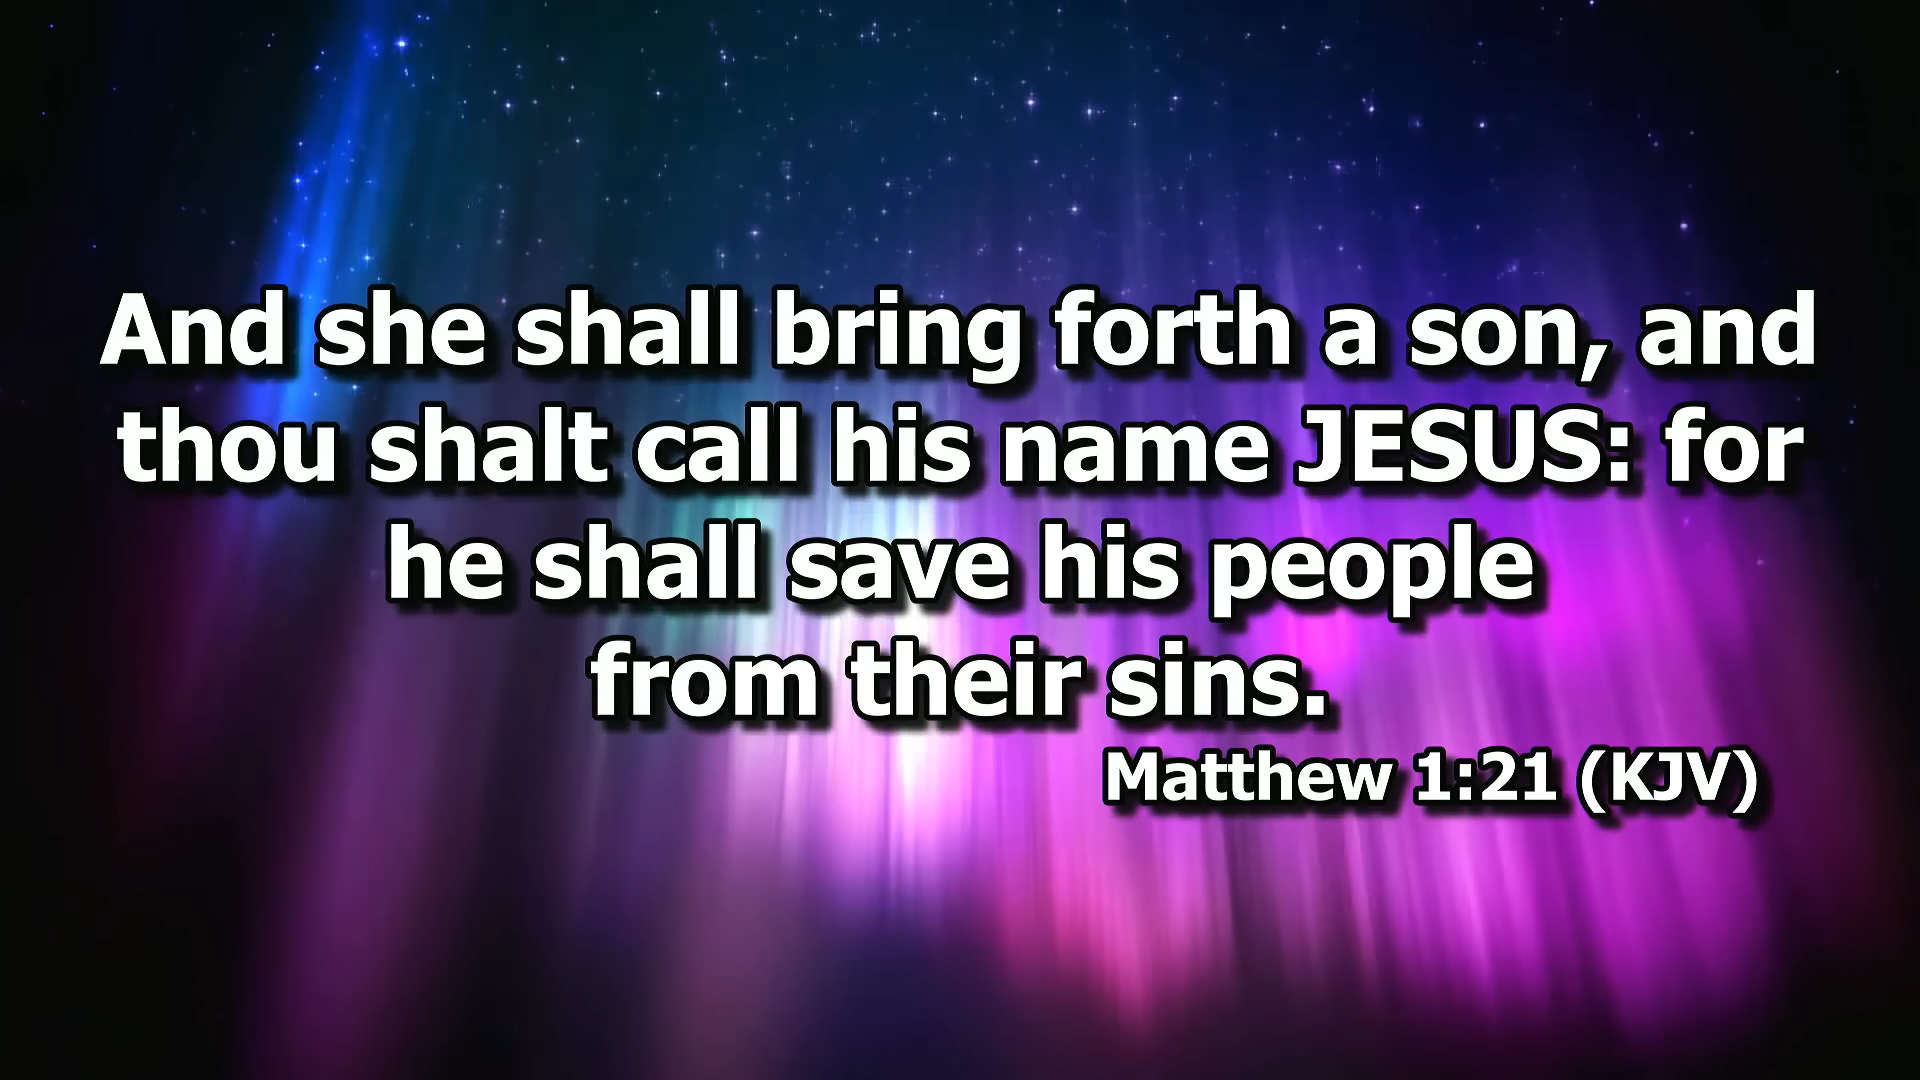 And she shall bring forth a son, and
thou shalt call his name JESUS: for
he shall save his people
from their sins.
Matthew 1:21 (KJV)